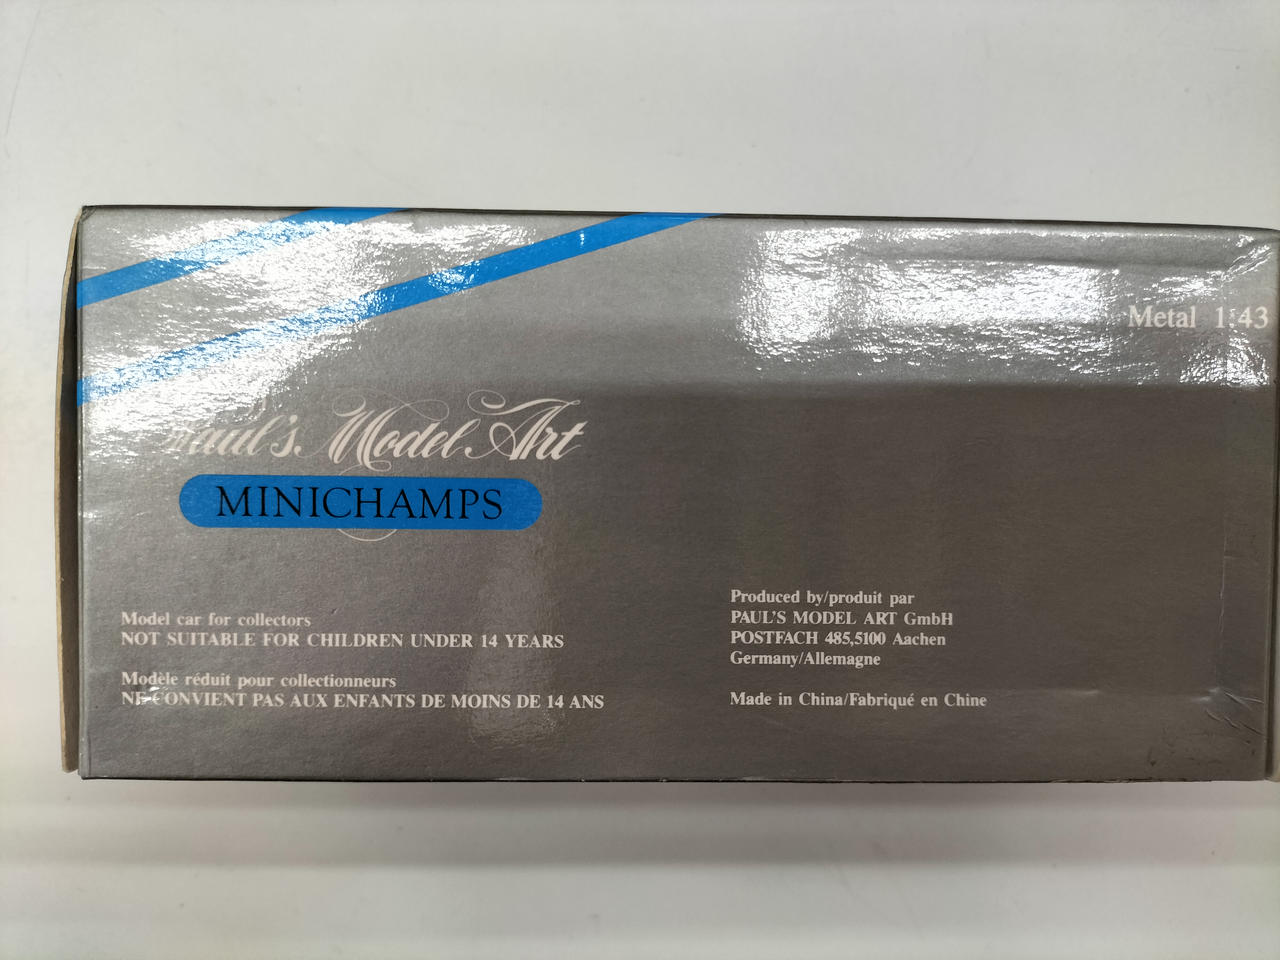 Metal 1:43
Paul's Model Art
MINICHAMPS
Model car for collectors
NOT SUITABLE FOR CHILDREN UNDER 14 YEARS
Modèle réduit pour collectionneurs
NE CONVIENT PAS AUX ENFANTS DE MOINS DE 14 ANS
Produced by/produit par
PAUL'S MODEL ART GmbH
POSTFACH 485,5100 Aachen
Germany/Allemagne
Made in China/Fabriqué en Chine